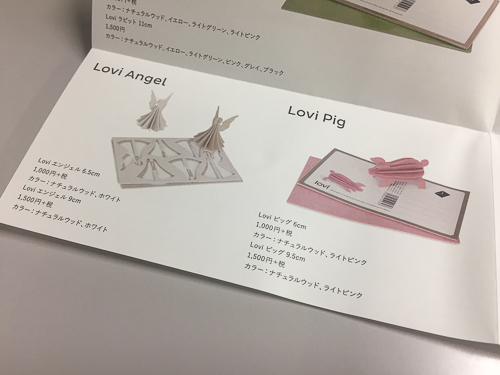 カラー：ナチュラルウッド、イエロー、ライトグリーン、ライトピンク
Lovi ラビット 11cm
1,500円+税
カラー：ナチュラルウッド、イエロー、ライトグリーン、ピンク、グレイ、ブラック
Lovi Angel
Lovi エンジェル 6.5cm
1,000円+税
カラー：ナチュラルウッド、ホワイト
Lovi エンジェル 9cm
1,500円+税
カラー：ナチュラルウッド、ホワイト
Lovi Pig
lovi
Lovi ピッグ 6cm
1,000円+税
カラー：ナチュラルウッド、ライトピンク
Lovi ピッグ 9.5cm
1,500円+税
カラー：ナチュラルウッド、ライトピンク